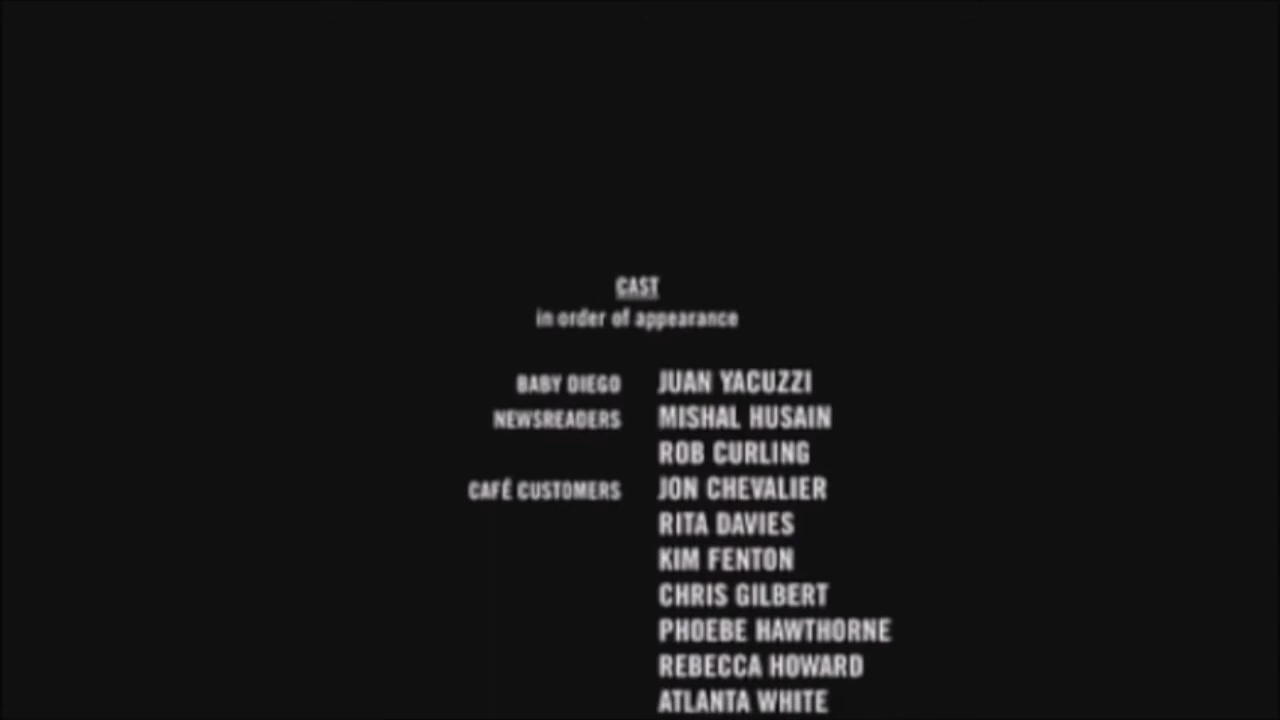 CAST
in order of appearance
BABY DIEGO JUAN YACUZZI
NEWSREADERS MISHAL HUSAIN
ROB CURLING
CAFÉ CUSTOMERS JON CHEVALIER
RITA DAVIES
KIM FENTON
CHRIS GILBERT
PHOEBE HAWTHORNE
REBECCA HOWARD
ATLANTA WHITE